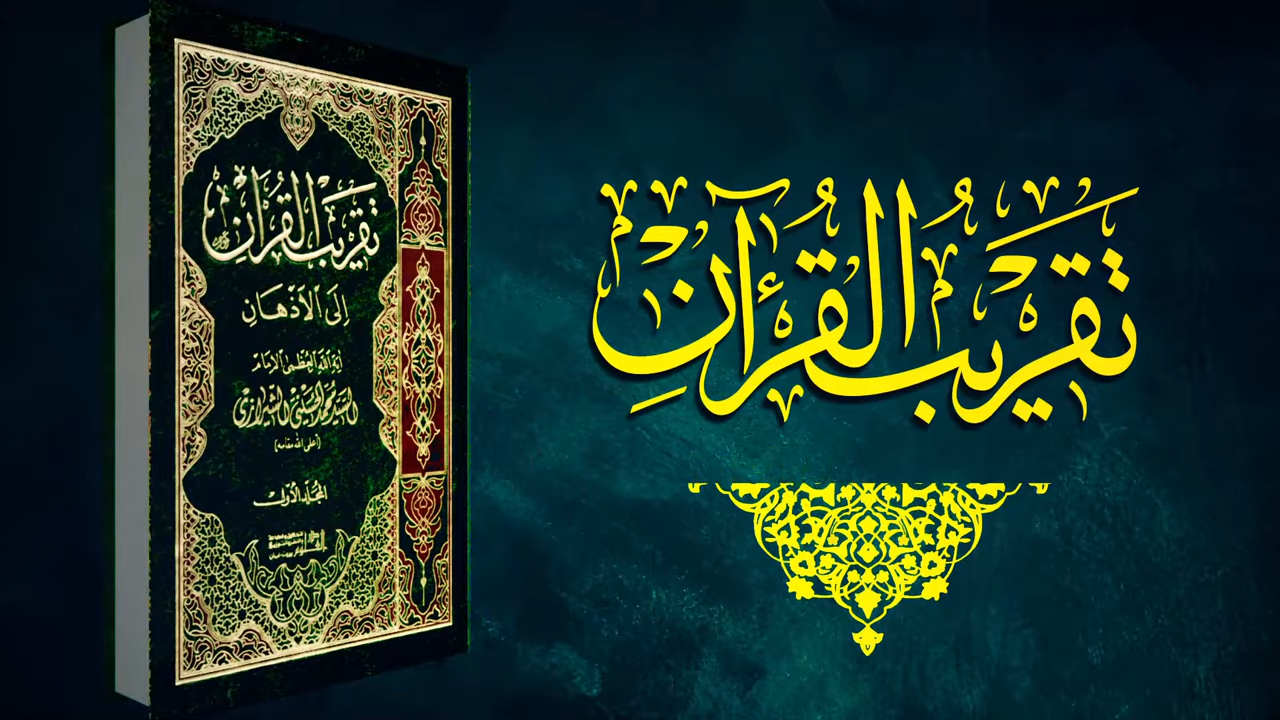 تقريب القرآن
إلى الأذهان
آية الله العظمى الإمام
السيد محمد الحسيني الشيرازي
(أعلى الله مقامه)
المجلد الأول
تقريب القرآن